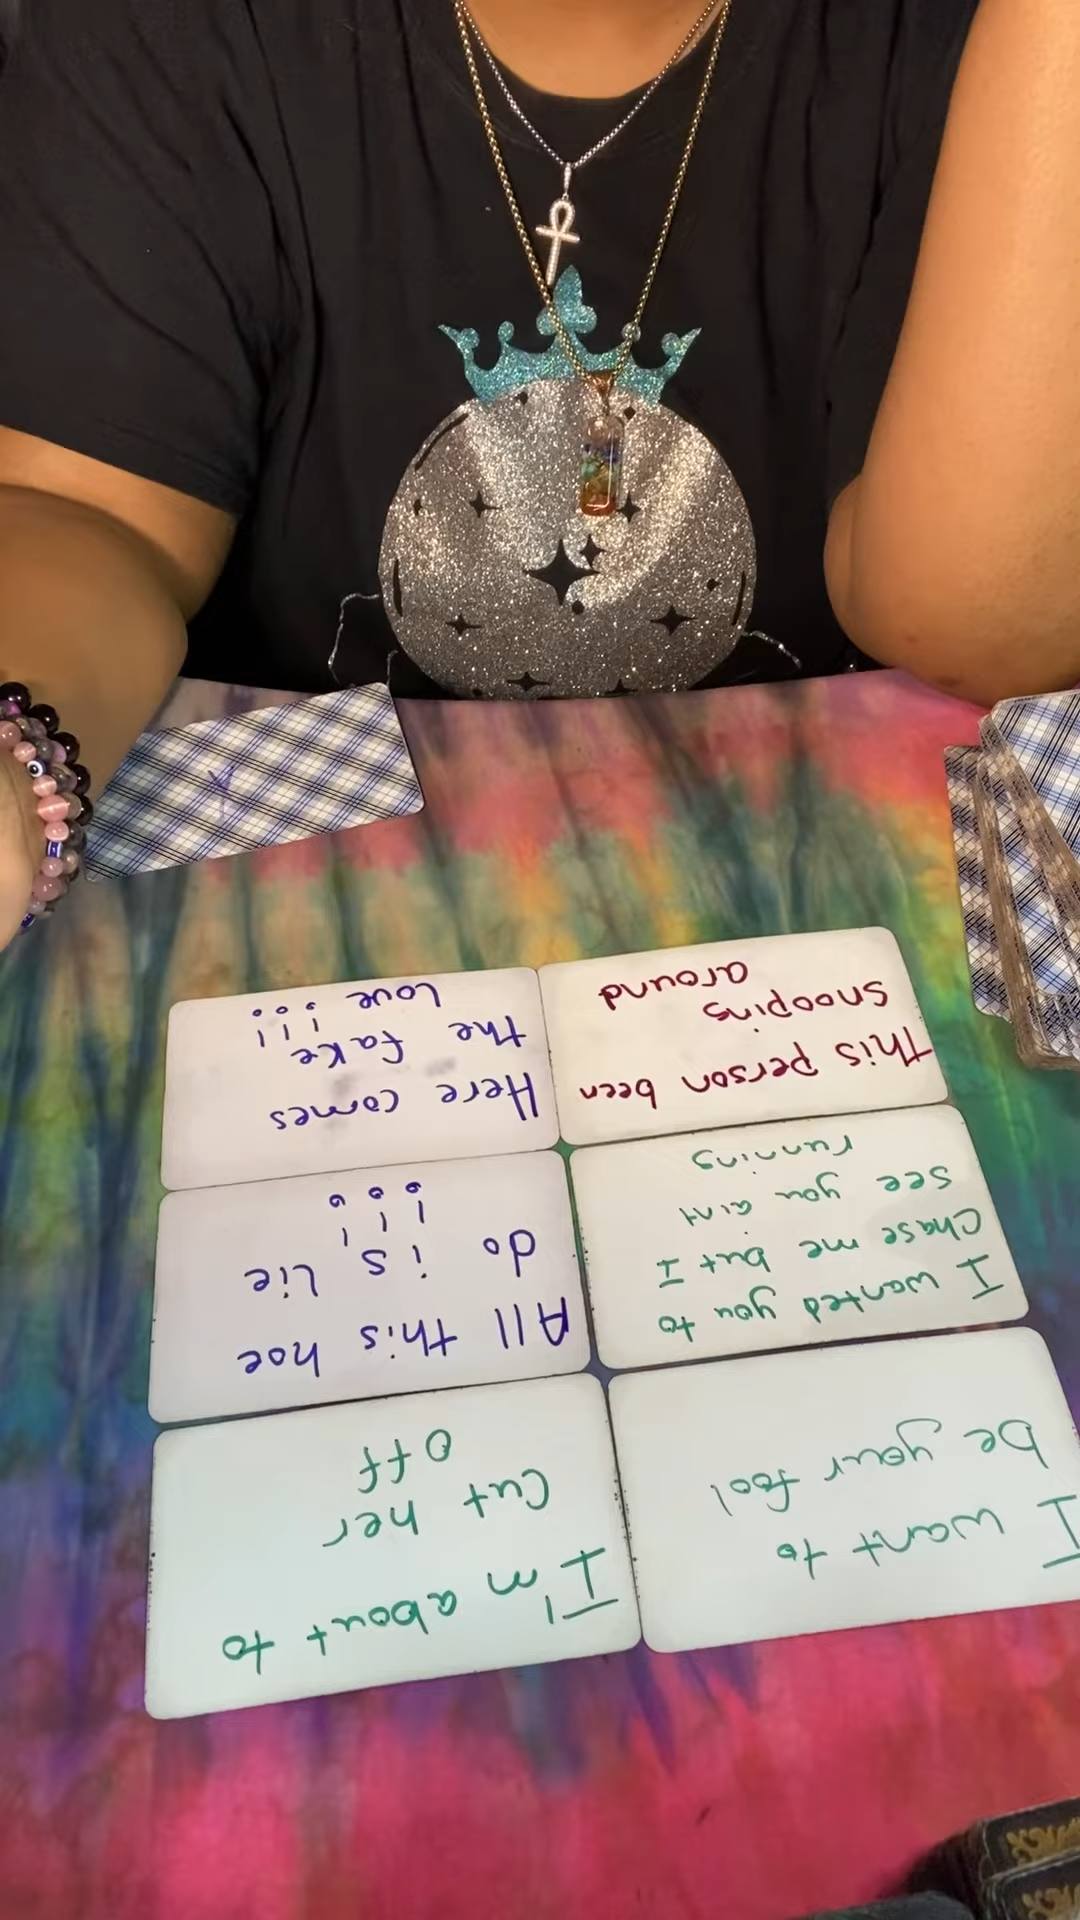 I want to
be your fool
I'm about to
Cut her
Off
I wanted you to
Chase me but I
see you aint
running
All this hoe
do is Lie
!!!
This person been
snooping
around
Here comes
the fake
Love !!!